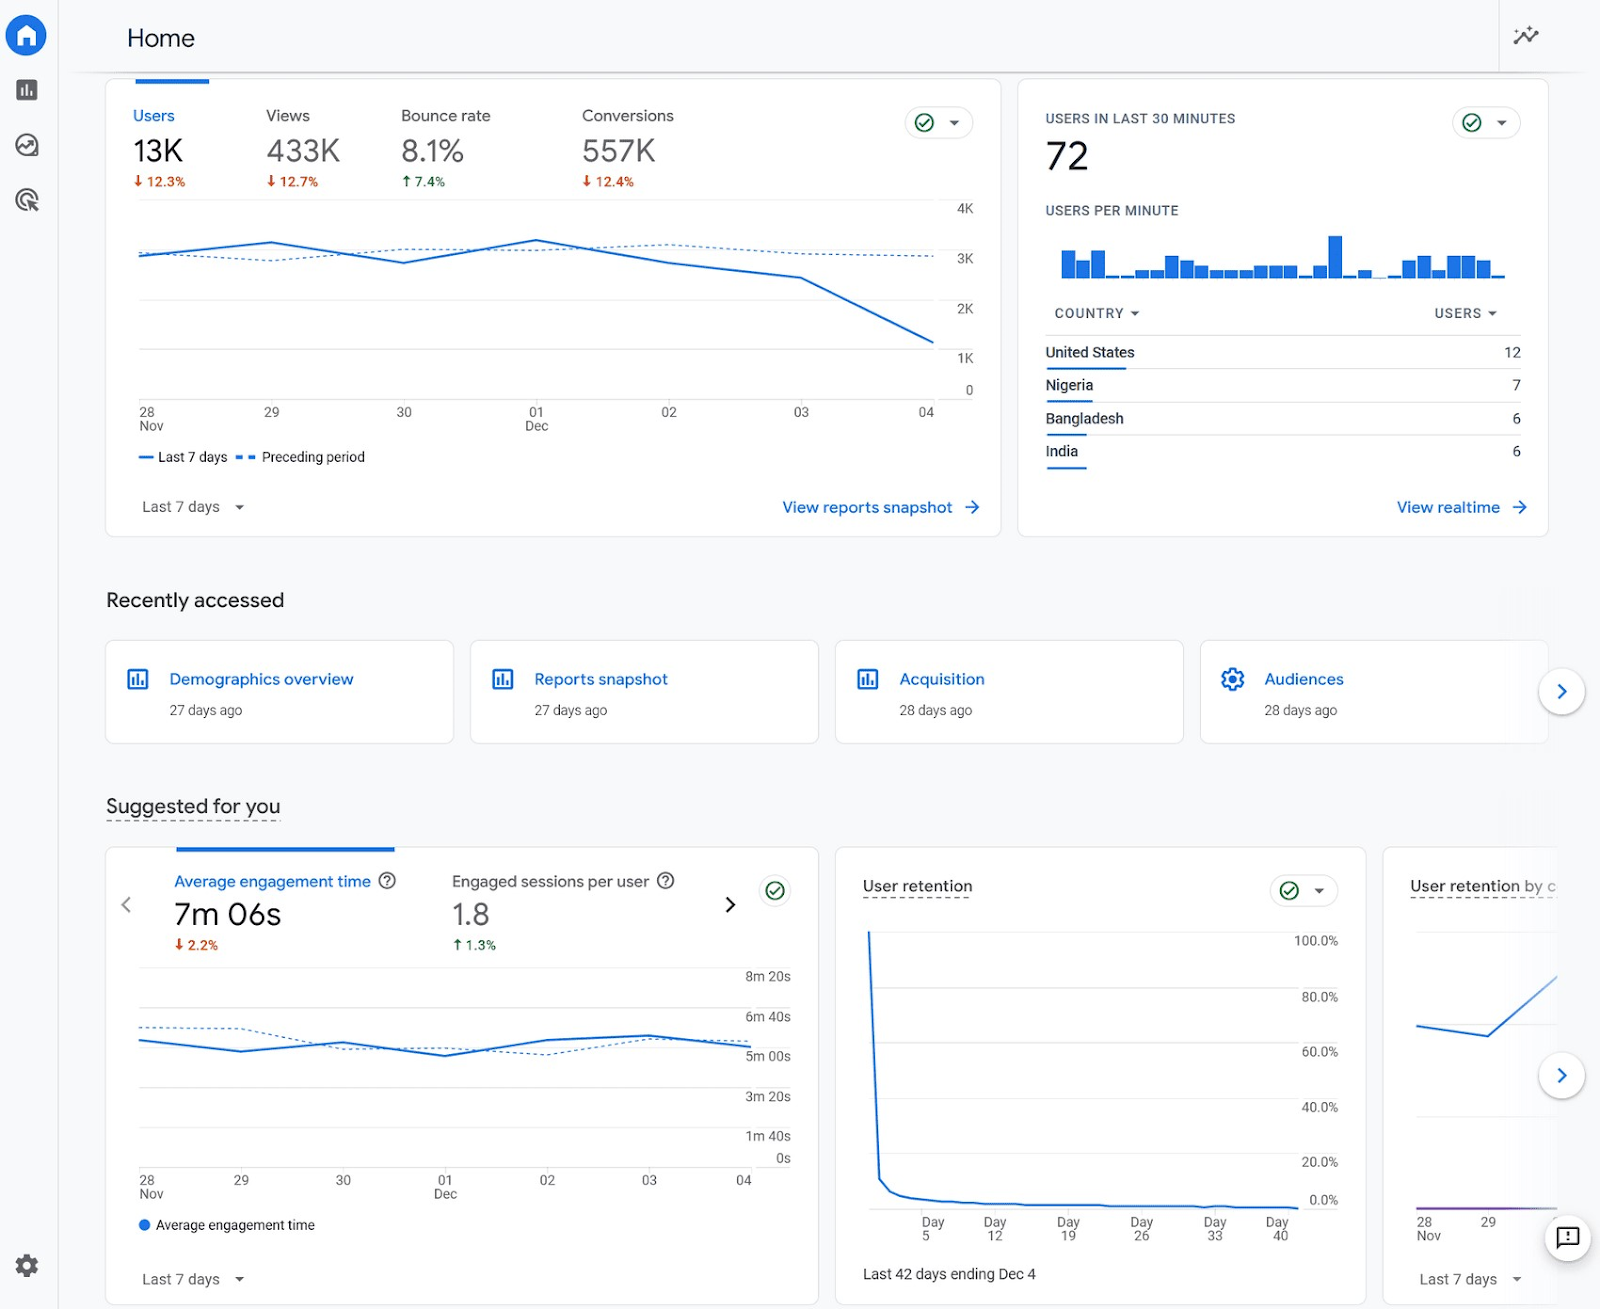 Home
Users
13K
↓ 12.3%
Views
433K
↓ 12.7%
Bounce rate
8.1%
↑ 7.4%
Conversions
557K
↓ 12.4%
4K
3K
2K
1K
0
28 Nov
29
30
01 Dec
02
03
04
Last 7 days
Preceding period
Last 7 days
View reports snapshot
USERS IN LAST 30 MINUTES
72
USERS PER MINUTE
COUNTRY USERS
United States 12
Nigeria 7
Bangladesh 6
India 6
View realtime
Recently accessed
Demographics overview
27 days ago
Reports snapshot
27 days ago
Acquisition
28 days ago
Audiences
28 days ago
Suggested for you
Average engagement time
7m 06s
↓ 2.2%
Engaged sessions per user
1.8
↑ 1.3%
8m 20s
6m 40s
5m 00s
3m 20s
1m 40s
0s
28 Nov
29
30
01 Dec
02
03
04
Average engagement time
Last 7 days
User retention
100.0%
80.0%
60.0%
40.0%
20.0%
0.0%
Day 5
Day 12
Day 19
Day 26
Day 33
Day 40
Last 42 days ending Dec 4
User retention by c
28 Nov
29
Last 7 days